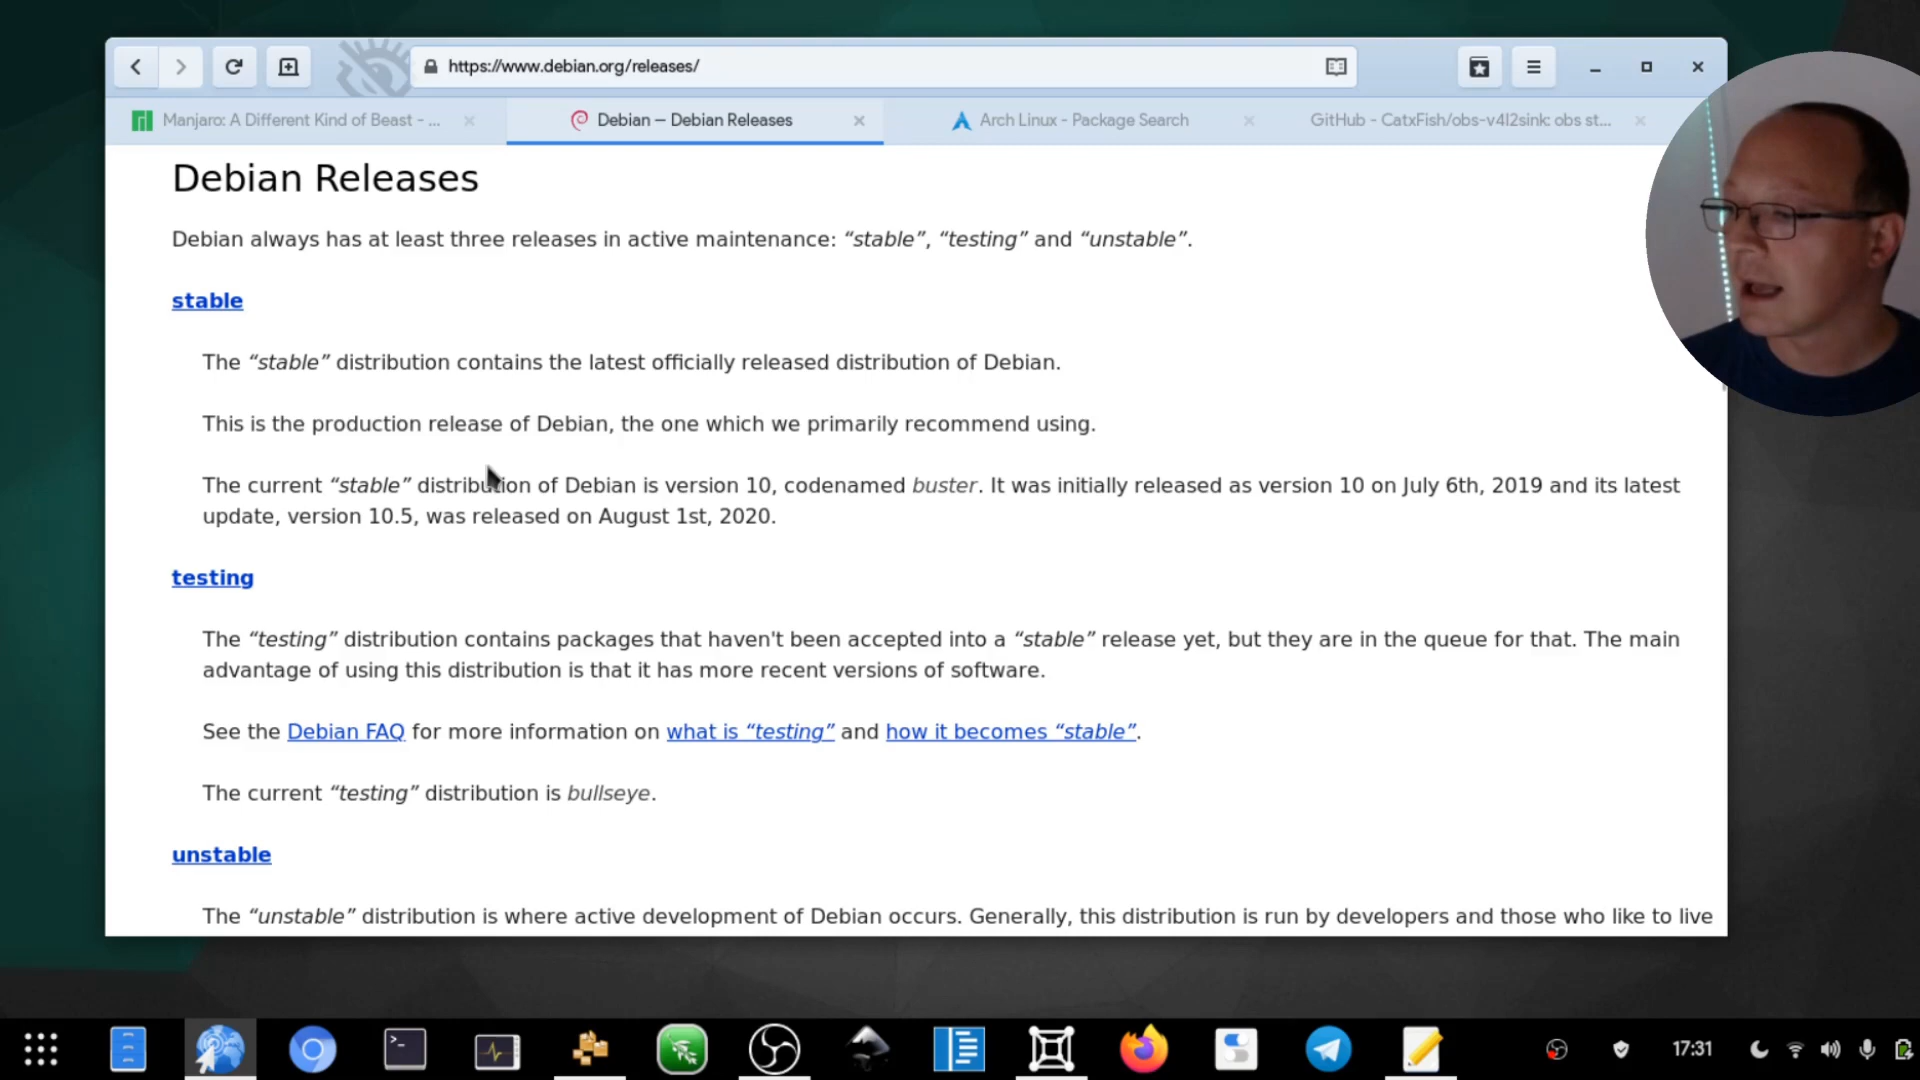 https://www.debian.org/releases/
Manjaro: A Different Kind of Beast - ...
Debian — Debian Releases
Arch Linux - Package Search
GitHub - CatxFish/obs-v4l2sink: obs st...
Debian Releases
Debian always has at least three releases in active maintenance: “stable”, “testing” and “unstable”.
stable
The “stable” distribution contains the latest officially released distribution of Debian.
This is the production release of Debian, the one which we primarily recommend using.
The current “stable” distribution of Debian is version 10, codenamed buster. It was initially released as version 10 on July 6th, 2019 and its latest
update, version 10.5, was released on August 1st, 2020.
testing
The “testing” distribution contains packages that haven't been accepted into a “stable” release yet, but they are in the queue for that. The main
advantage of using this distribution is that it has more recent versions of software.
See the Debian FAQ for more information on what is “testing” and how it becomes “stable”.
The current “testing” distribution is bullseye.
unstable
The “unstable” distribution is where active development of Debian occurs. Generally, this distribution is run by developers and those who like to live
17:31